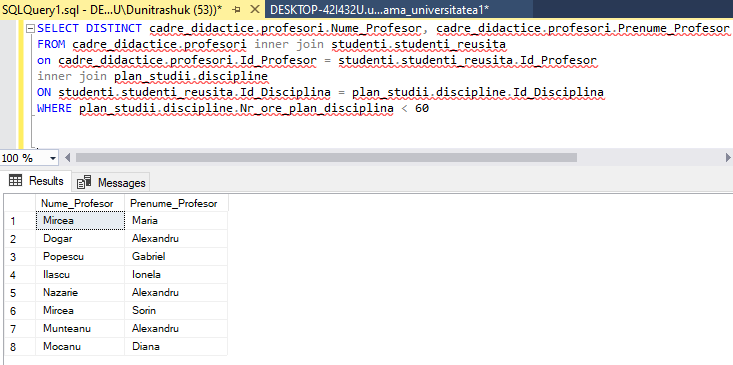 SQLQuery1.sql - DE...U\Dunitrashuk (53))*
DESKTOP-42I432U.u...ama_universitatea1*
SELECT DISTINCT cadre_didactice.profesori.Nume_Profesor, cadre_didactice.profesori.Prenume_Profesor
FROM cadre_didactice.profesori inner join studenti.studenti_reusita
on cadre_didactice.profesori.Id_Profesor = studenti.studenti_reusita.Id_Profesor
inner join plan_studii.discipline
ON studenti.studenti_reusita.Id_Disciplina = plan_studii.discipline.Id_Disciplina
WHERE plan_studii.discipline.Nr_ore_plan_disciplina < 60
100 %
Results Messages
Nume_Profesor Prenume_Profesor
1 Mircea Maria
2 Dogar Alexandru
3 Popescu Gabriel
4 Ilascu Ionela
5 Nazarie Alexandru
6 Mircea Sorin
7 Munteanu Alexandru
8 Mocanu Diana